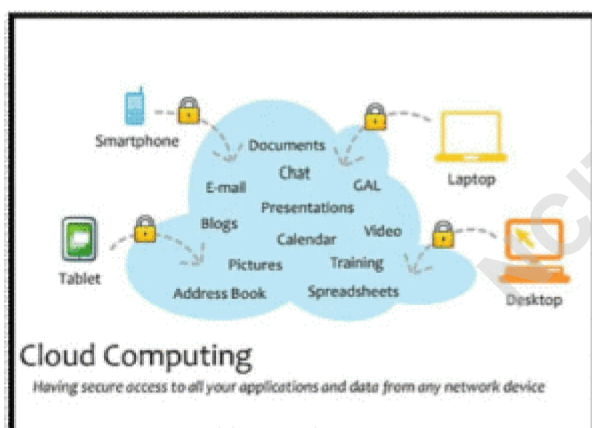 Smartphone
Documents
Chat
E-mail
GAL
Laptop
Presentations
Blogs
Video
Calendar
Tablet
Pictures
Training
Address Book
Spreadsheets
Desktop
Cloud Computing
Having secure access to all your applications and data from any network device